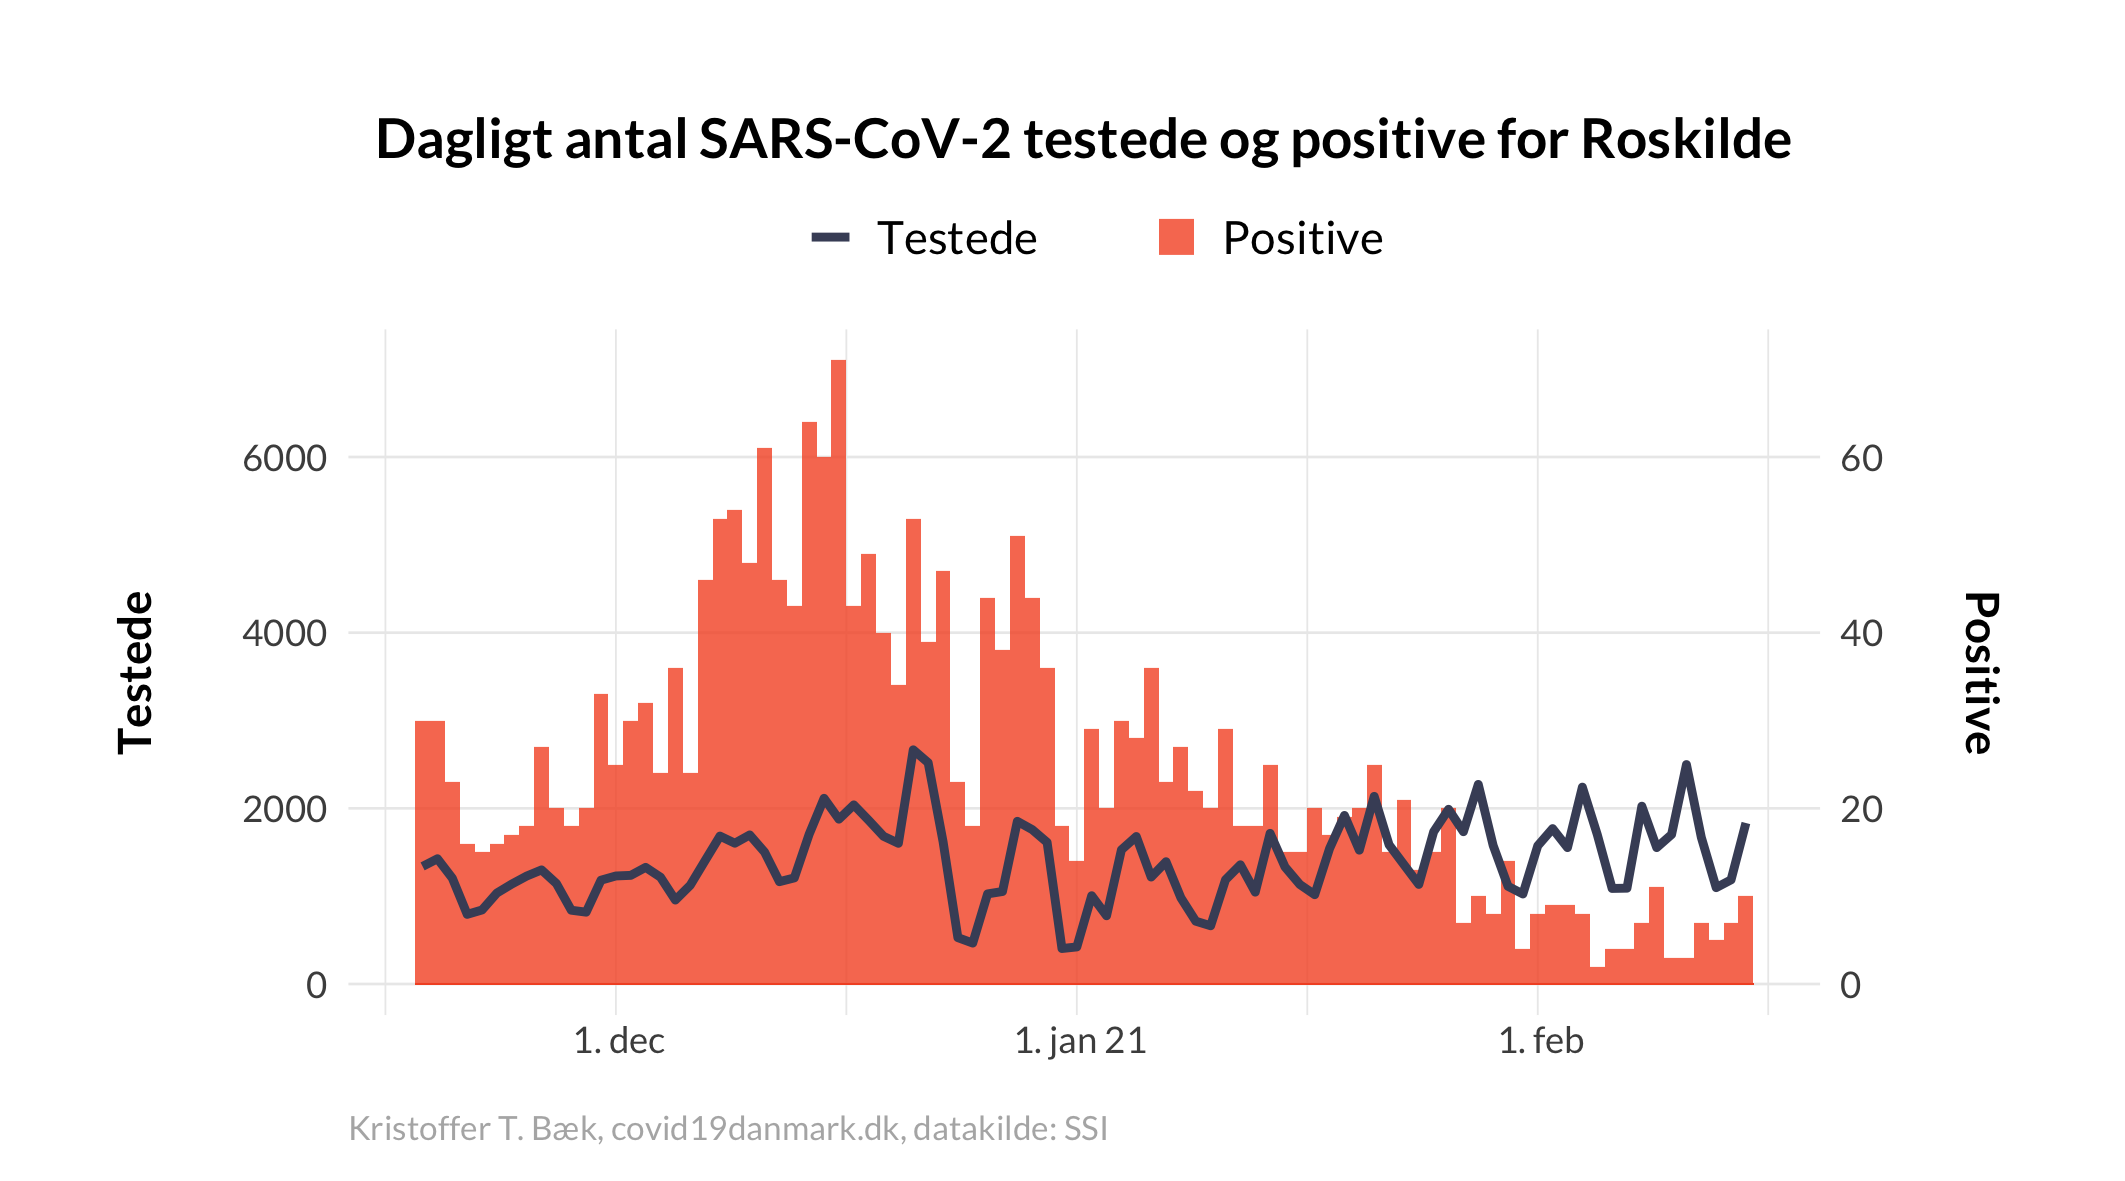 Dagligt antal SARS-CoV-2 testede og positive for Roskilde
Testede
Positive
6000
4000
2000
0
Testede
60
40
20
0
Positive
1. dec
1. jan 21
1. feb
Kristoffer T. Bæk, covid19danmark.dk, datakilde: SSI